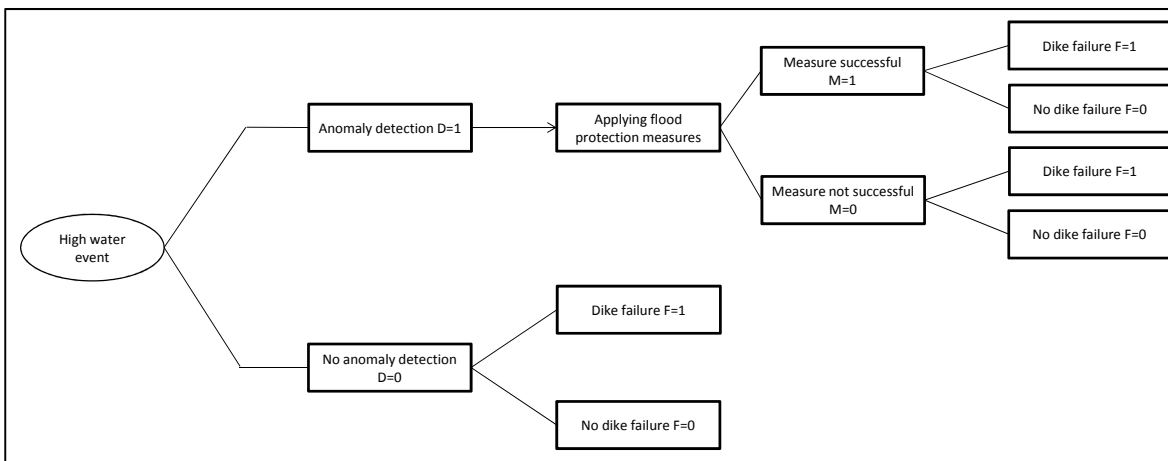 High water
event
Anomaly detection D=1
Applying flood
protection measures
Measure successful
M=1
Dike failure F=1
No dike failure F=0
Measure not successful
M=0
Dike failure F=1
No dike failure F=0
No anomaly detection
D=0
Dike failure F=1
No dike failure F=0